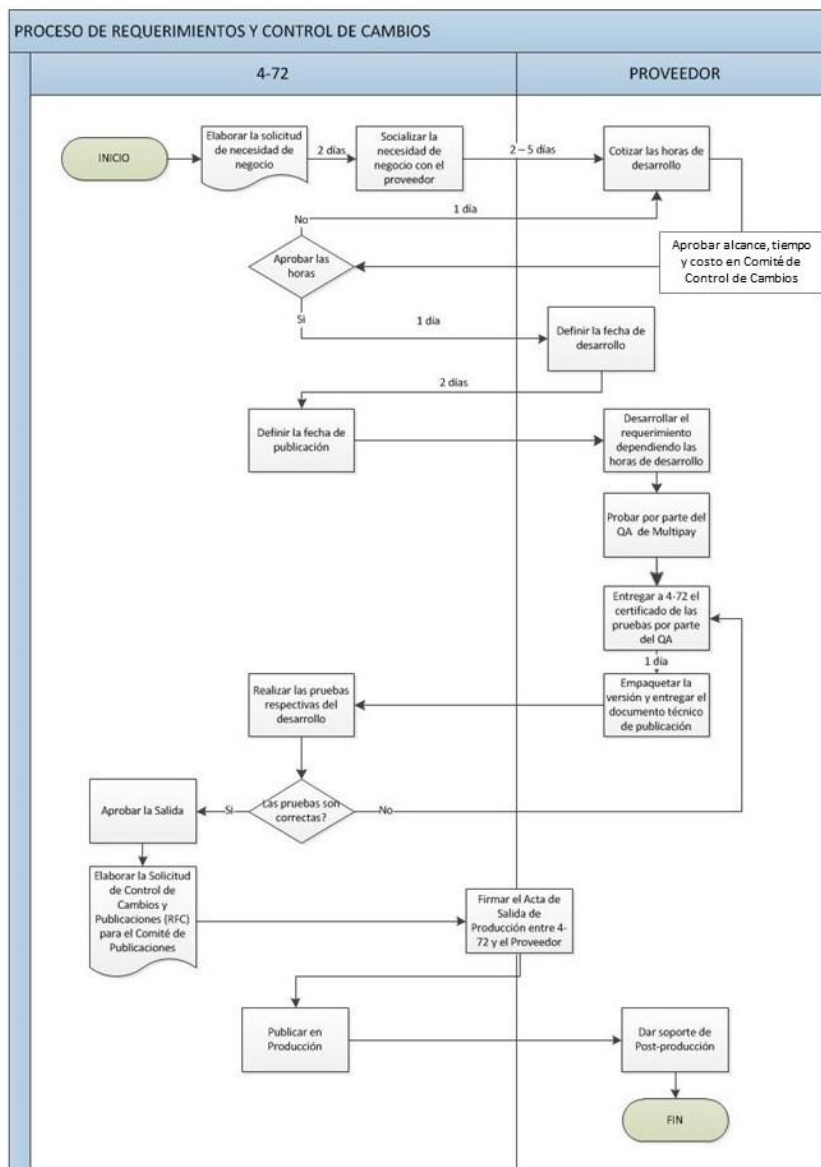 PROCESO DE REQUERIMIENTOS Y CONTROL DE CAMBIOS
4-72
PROVEEDOR
INICIO
Elaborar la solicitud
de necesidad de
negocio
2 días
Socializar la
necesidad de
negocio con el
proveedor
2 – 5 días
Cotizar las horas de
desarrollo
1 día
No
Aprobar las
horas
Aprobar alcance, tiempo
y costo en Comité de
Control de Cambios
Si
1 día
Definir la fecha de
desarrollo
2 días
Definir la fecha de
publicación
Desarrollar el
requerimiento
dependiendo las
horas de desarrollo
Probar por parte del
QA de Multipay
Entregar a 4-72 el
certificado de las
pruebas por parte
del QA
1 día
Realizar las pruebas
respectivas del
desarrollo
Empaquetar la
versión y entregar el
documento técnico
de publicación
Aprobar la Salida
Si
Las pruebas son
correctas?
No
Elaborar la Solicitud
de Control de
Cambios y
Publicaciones (RFC)
para el Comité de
Publicaciones
Firmar el Acta de
Salida de
Producción entre 4-
72 y el Proveedor
Publicar en
Producción
Dar soporte de
Post-producción
FIN